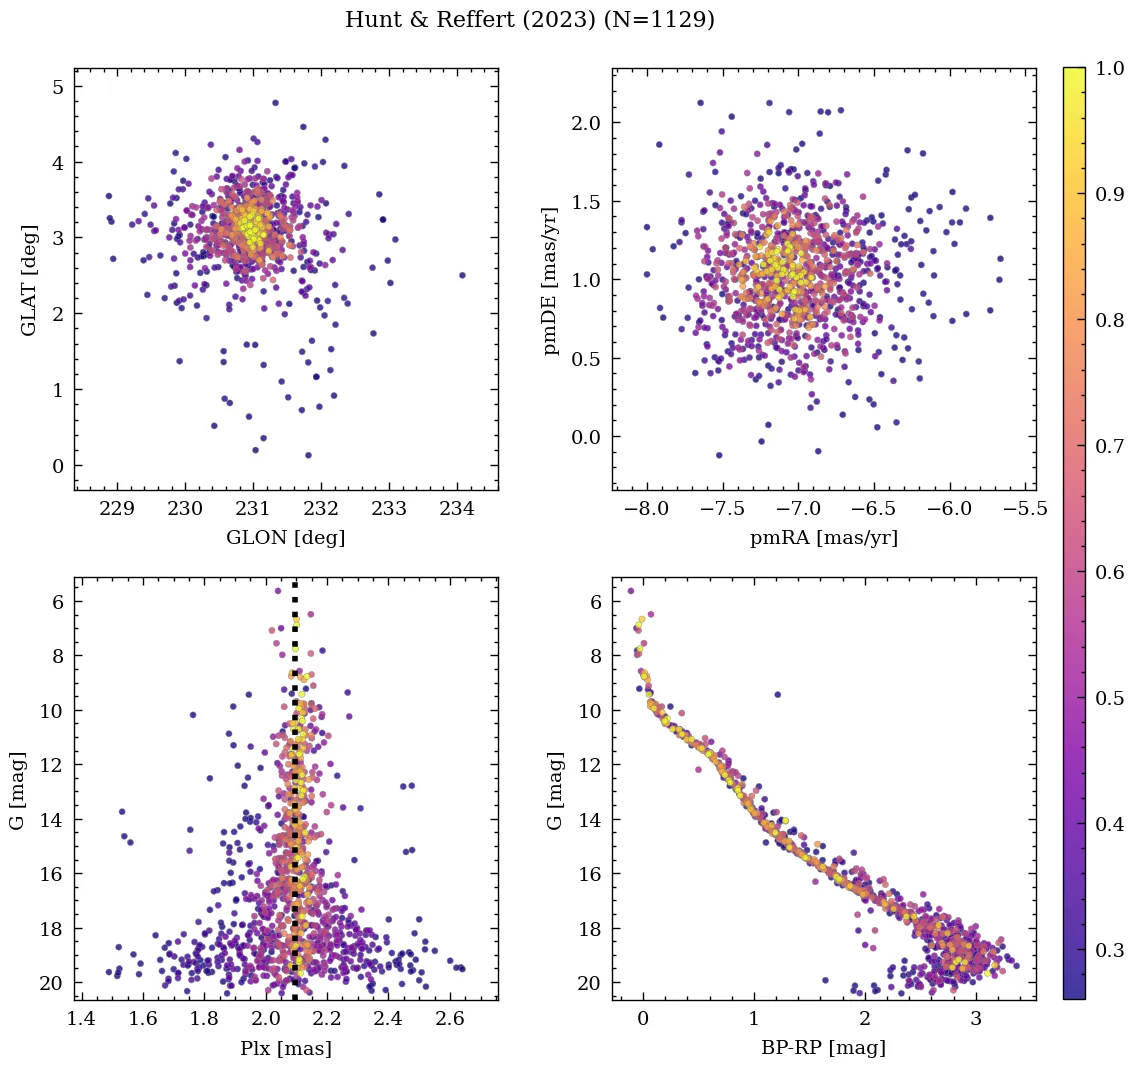 Hunt & Reffert (2023) (N=1129)
5
4
3
2
1
0
GLAT [deg]
229 230 231 232 233 234
GLON [deg]
2.0
1.5
1.0
0.5
0.0
pmDE [mas/yr]
−8.0 −7.5 −7.0 −6.5 −6.0 −5.5
pmRA [mas/yr]
1.0
0.9
0.8
0.7
0.6
0.5
0.4
0.3
6
8
10
12
14
16
18
20
G [mag]
1.4 1.6 1.8 2.0 2.2 2.4 2.6
Plx [mas]
6
8
10
12
14
16
18
20
G [mag]
0 1 2 3
BP-RP [mag]